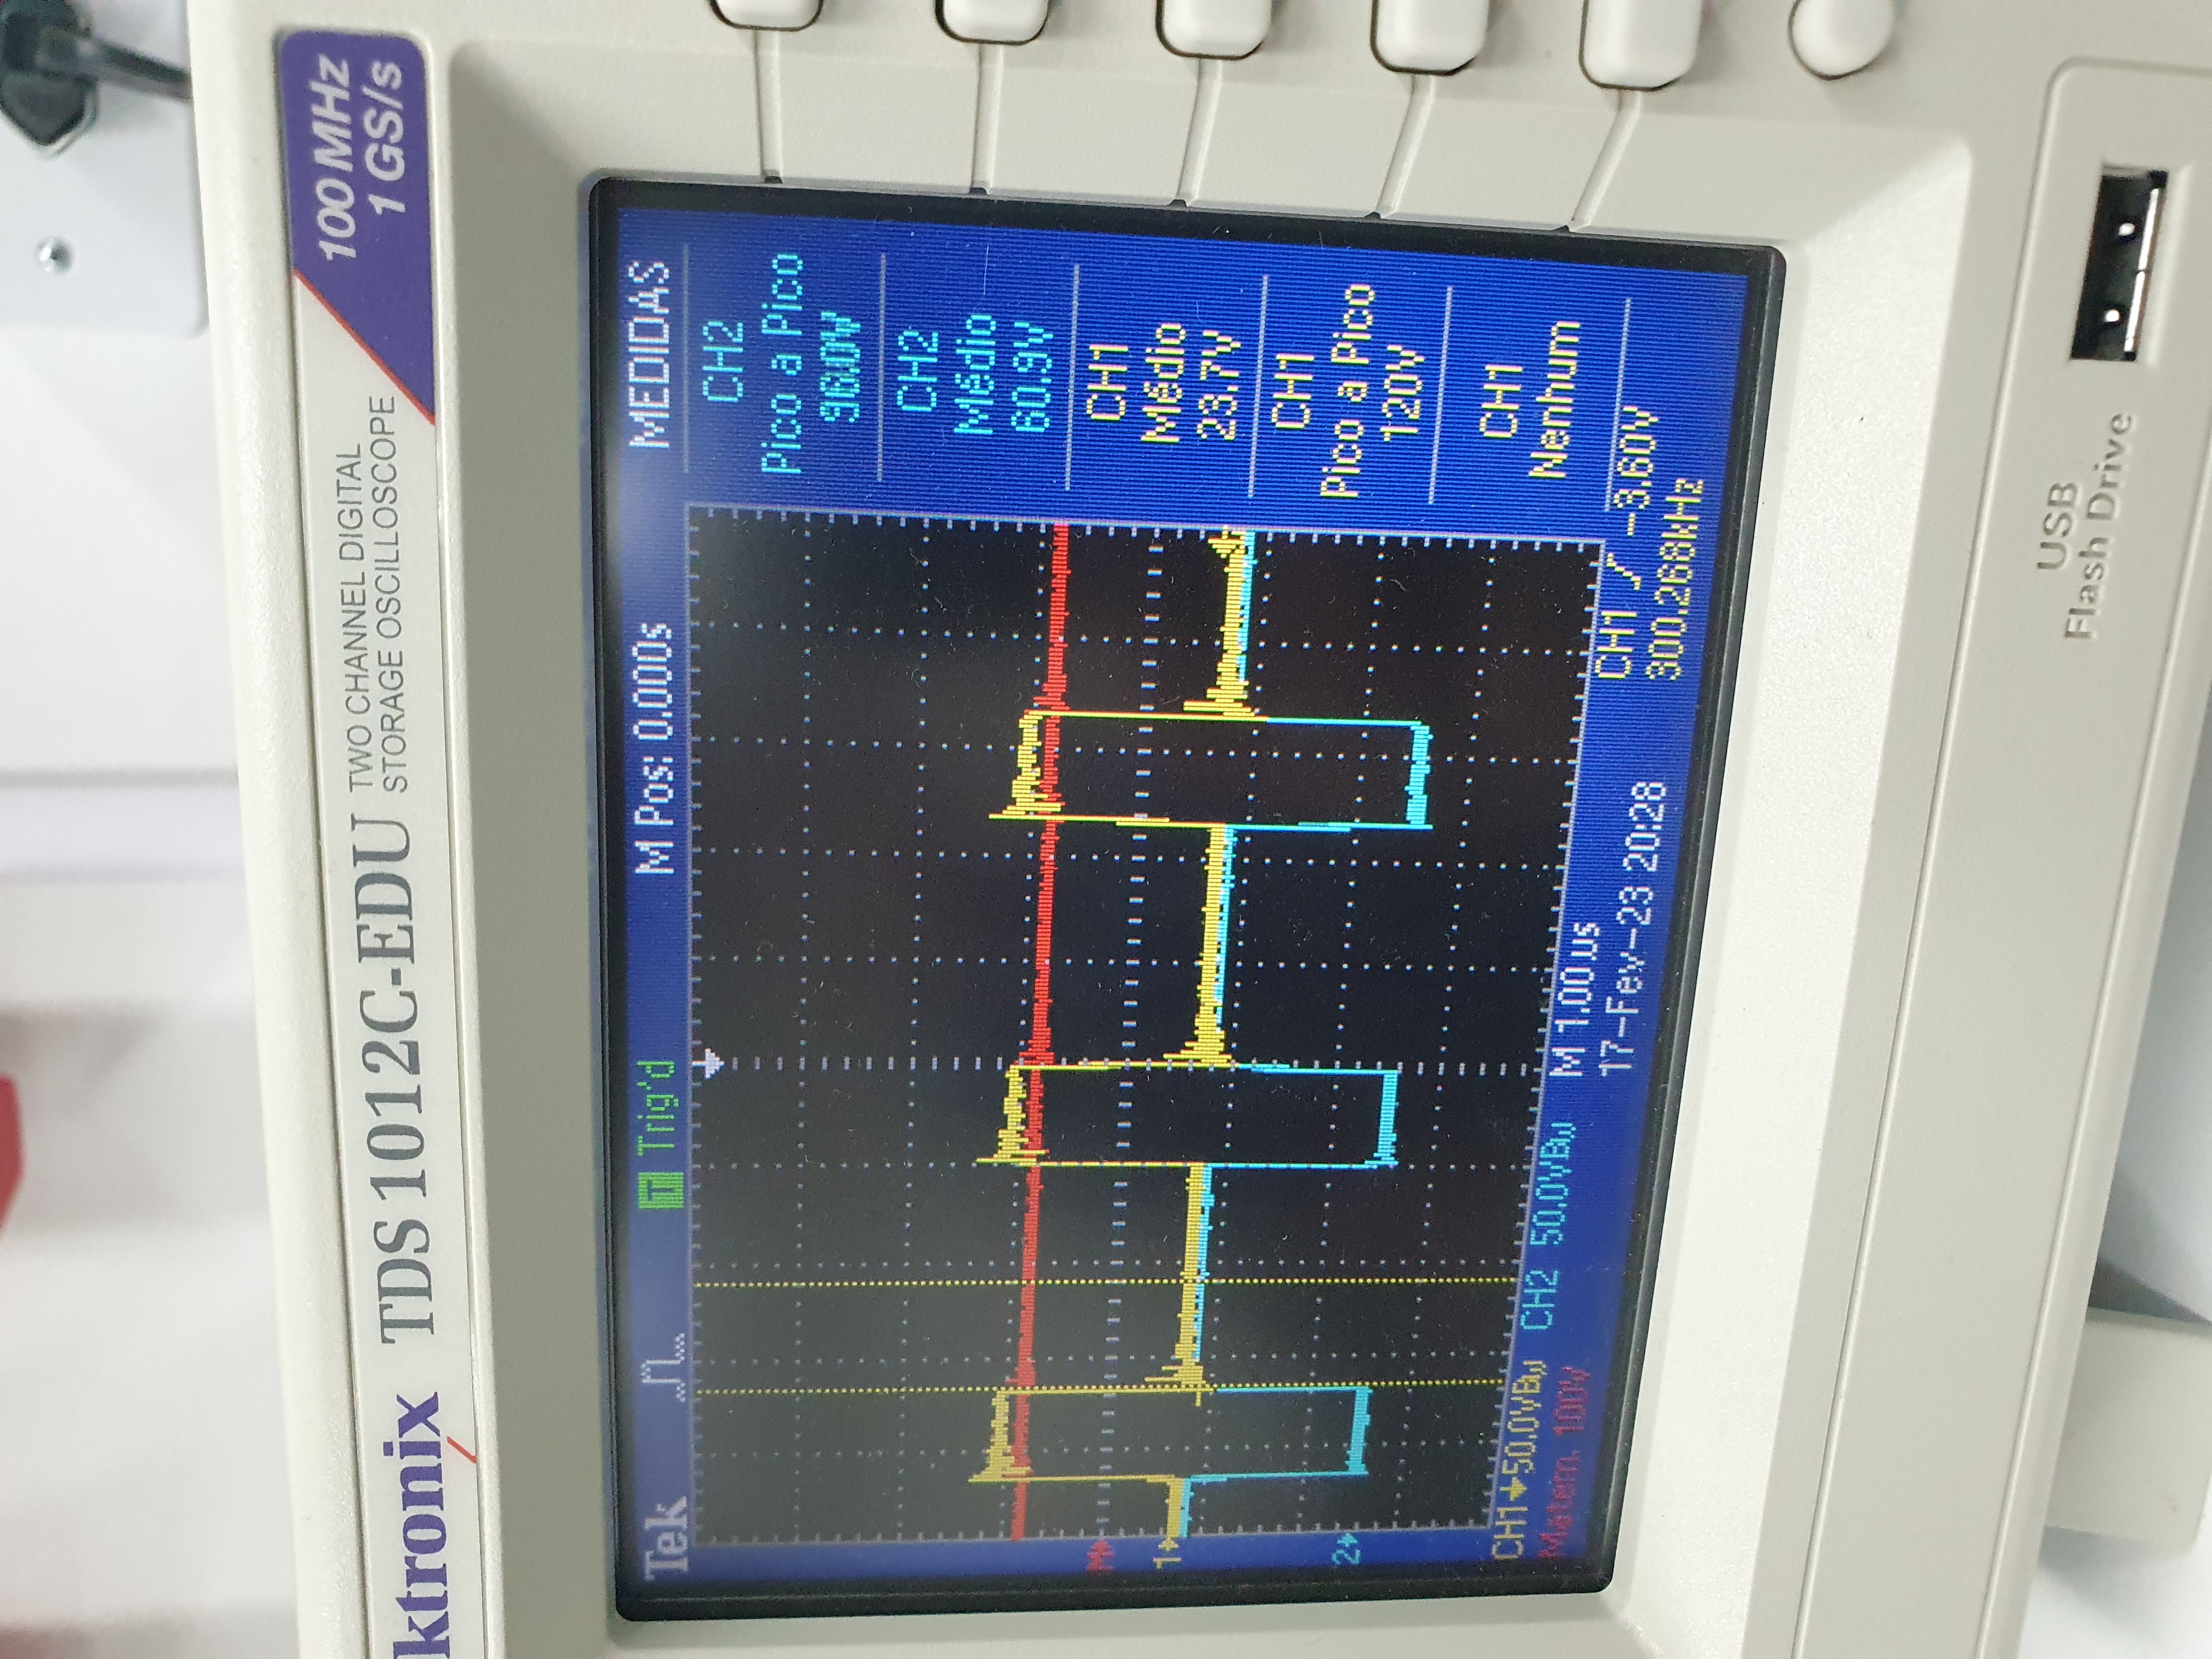 ktronix TDS 1012C-EDU TWO CHANNEL DIGITAL
STORAGE OSCILLOSCOPE
100 MHz
1 GS/s
Tek T Trig'd M Pos: 0.000s MEDIDAS
CH2
Pico a Pico
96.0V
CH2
Médio
60.9V
CH1
Médio
23.7V
CH1
Pico a Pico
120V
CH1
Nenhum
M
1
2
CH1 50.0VBw CH2 50.0VBw M 1.00µs CH1 -3.60V
Matem. 100V 17-Fev-23 20:28 300.268kHz
USB
Flash Drive